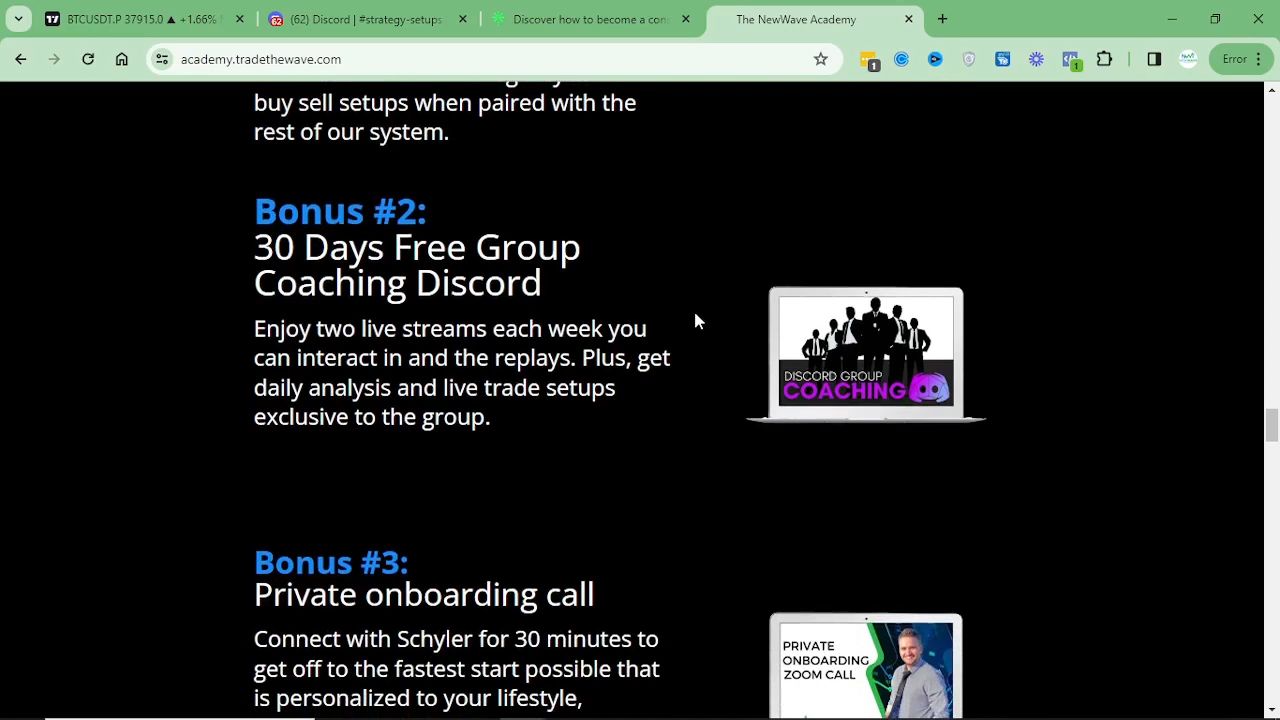 BTCUSDT.P 37915.0 ▲ +1.66%
62
(62) Discord | #strategy-setups
Discover how to become a con
The NewWave Academy
academy.tradetheware.com
1
1
Error
buy sell setups when paired with the
rest of our system.
Bonus #2:
30 Days Free Group
Coaching Discord
Enjoy two live streams each week you
can interact in and the replays. Plus, get
daily analysis and live trade setups
exclusive to the group.
DISCORD GROUP
COACHING
Bonus #3:
Private onboarding call
Connect with Schyler for 30 minutes to
get off to the fastest start possible that
is personalized to your lifestyle,
PRIVATE
ONBOARDING
ZOOM CALL